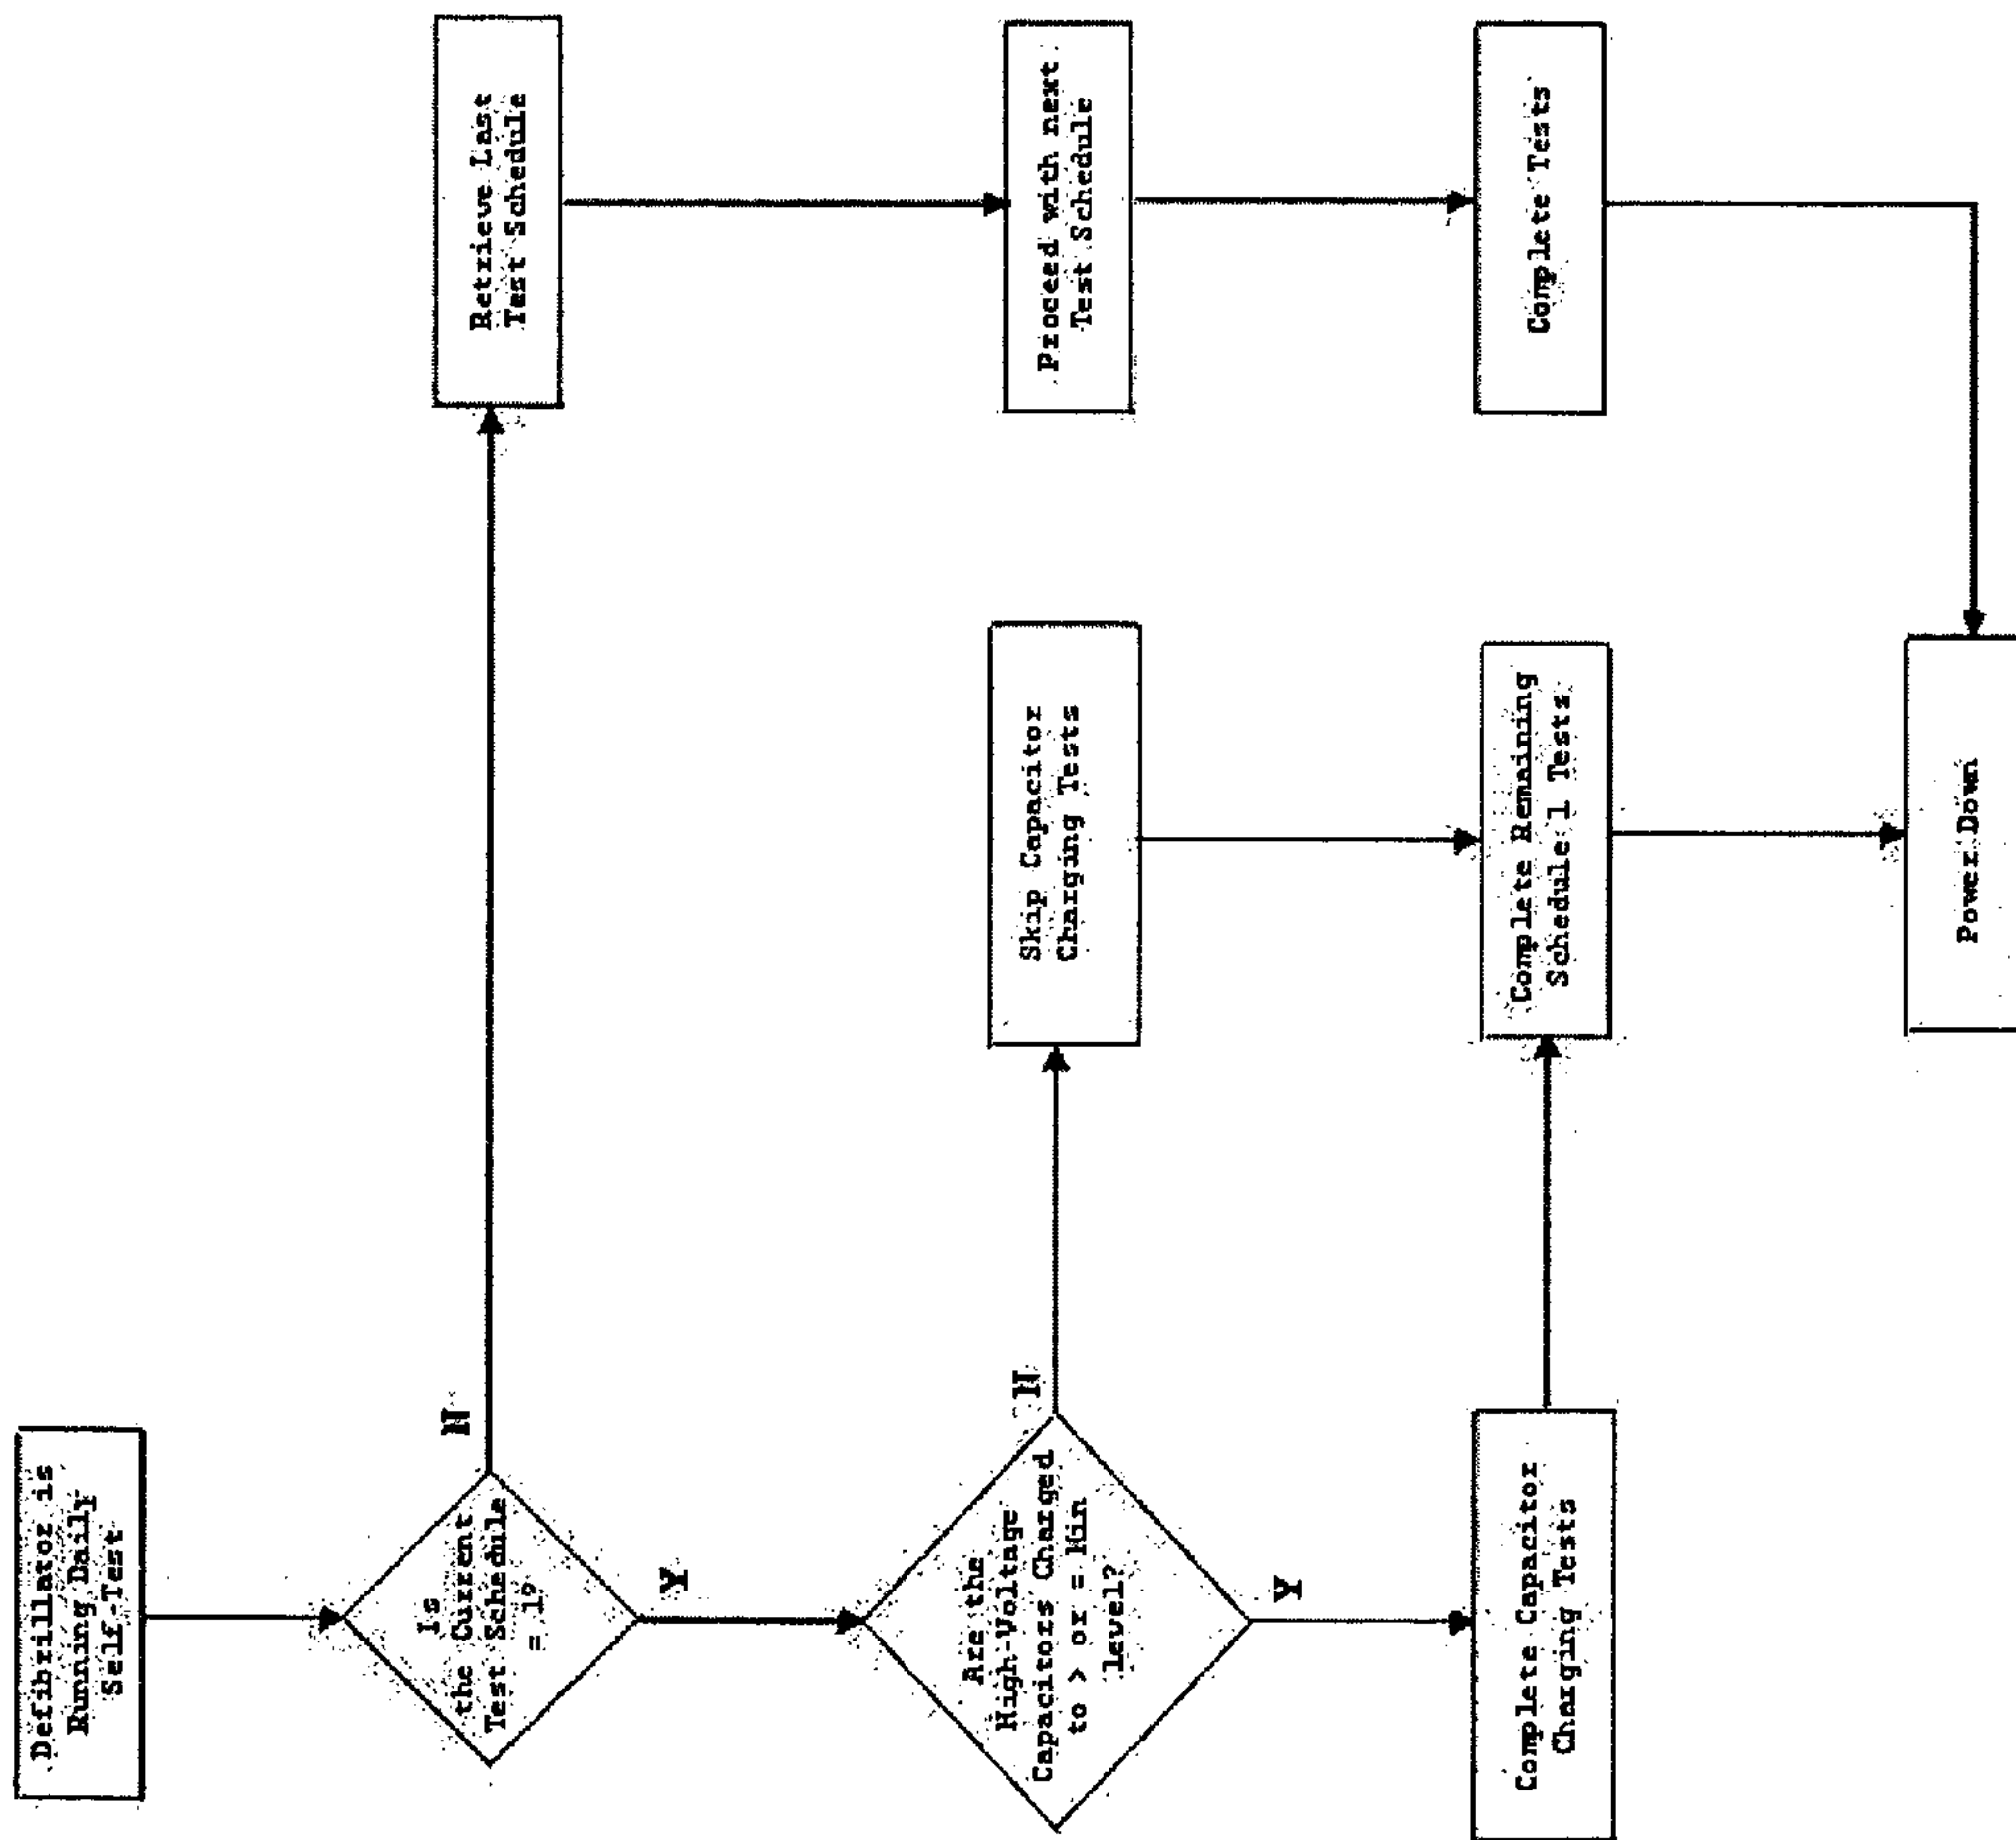 Defibrillator is
Running Daily
Self-Test
Is
the Current
Test Schedule
= 1?
N
Y
Retrieve Last
Test Schedule
Are the
High-Voltage
Capacitors Charged
to > or = Min
level?
N
Y
Skip Capacitor
Charging Tests
Proceed with next
Test Schedule
Complete Capacitor
Charging Tests
Complete Remaining
Schedule 1 Tests
Complete Tests
Power Down